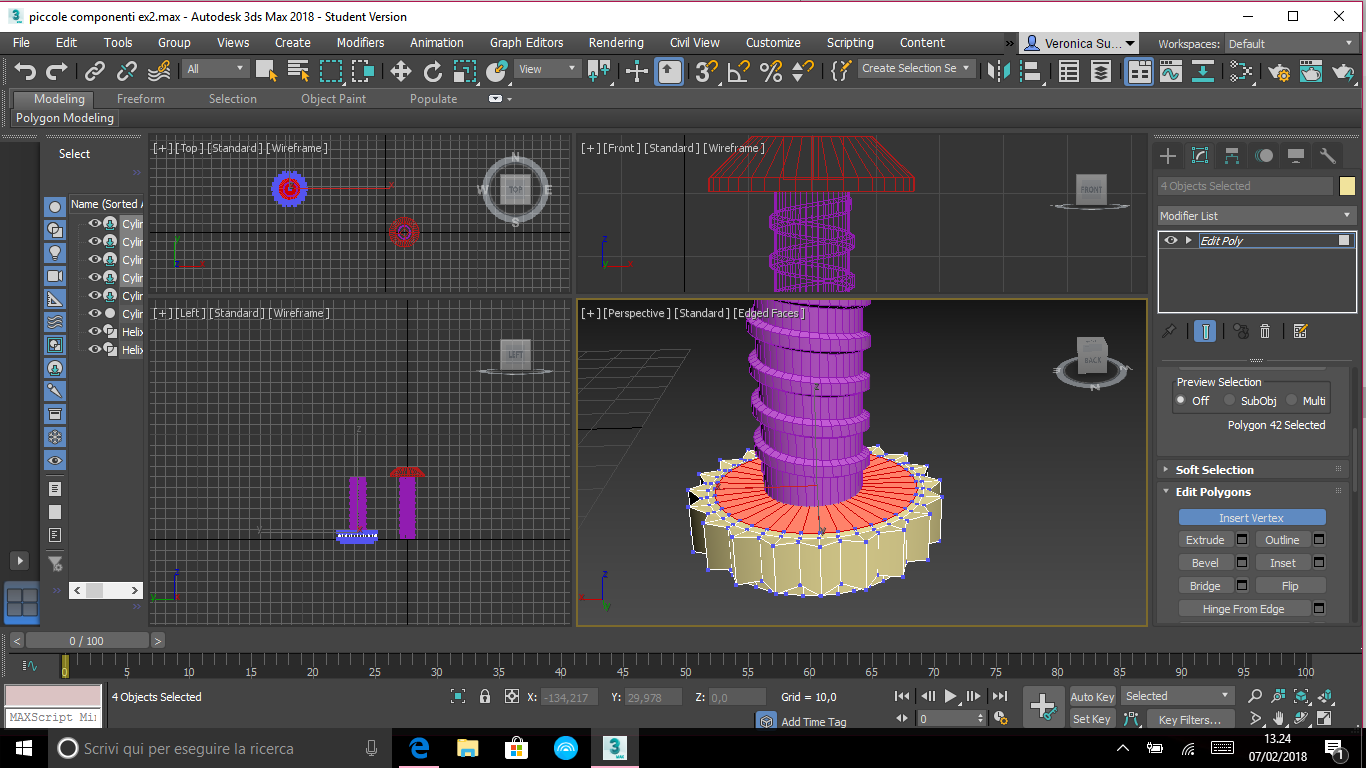 piccole componenti ex2.max - Autodesk 3ds Max 2018 - Student Version
File Edit Tools Group Views Create Modifiers Animation Graph Editors Rendering Civil View Customize Scripting Content » Veronica Su... Workspaces: Default
All View Create Selection Se
Modeling Freeform Selection Object Paint Populate
Polygon Modeling
Select
Name (Sorted A
Cylin
Cylin
Cylin
Cylin
Cylin
Cylin
Helix
Helix
[+] [Top] [Standard] [Wireframe]
N
W TOP E
S
[+] [Front] [Standard] [Wireframe]
FRONT
[+] [Left] [Standard] [Wireframe]
LEFT
[+] [Perspective] [Standard] [Edged Faces]
BACK
N
4 Objects Selected
Modifier List
Edit Poly
Preview Selection
Off SubObj Multi
Polygon 42 Selected
Soft Selection
Edit Polygons
Insert Vertex
Extrude Outline
Bevel Inset
Bridge Flip
Hinge From Edge
< 0 / 100 >
0 5 10 15 20 25 30 35 40 45 50 55 60 65 70 75 80 85 90 95 100
4 Objects Selected X: -134,217 Y: 29,978 Z: 0,0 Grid = 10,0 Auto Key Selected
MAXScript Mi Add Time Tag 0 Set Key Key Filters...
Scrivi qui per eseguire la ricerca
13.24
07/02/2018
1